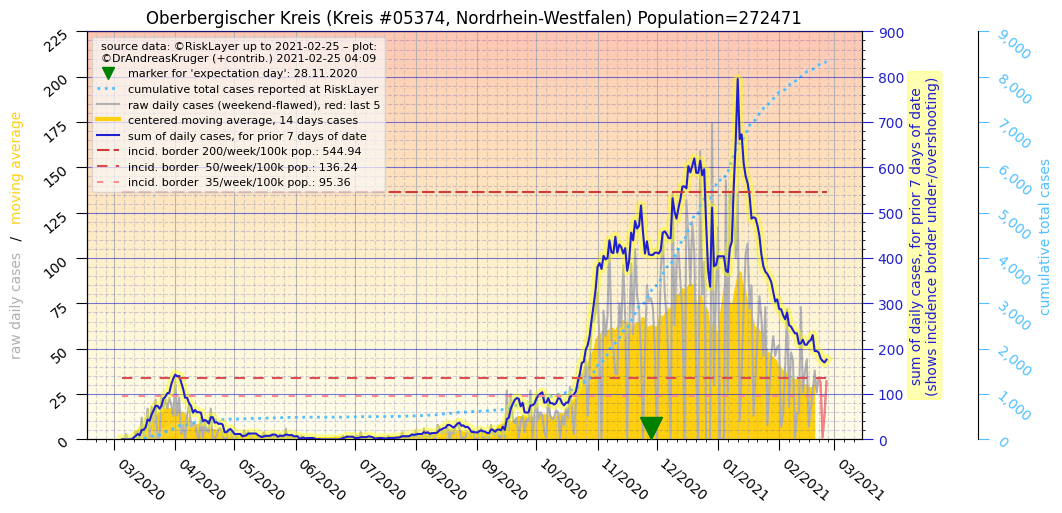 Oberbergischer Kreis (Kreis #05374, Nordrhein-Westfalen) Population=272471
source data: ©RiskLayer up to 2021-02-25 – plot:
©DrAndreasKruger (+contrib.) 2021-02-25 04:09
marker for 'expectation day': 28.11.2020
cumulative total cases reported at RiskLayer
raw daily cases (weekend-flawed), red: last 5
centered moving average, 14 days cases
sum of daily cases, for prior 7 days of date
incid. border 200/week/100k pop.: 544.94
incid. border  50/week/100k pop.: 136.24
incid. border  35/week/100k pop.: 95.36
raw daily cases / moving average
225
200
175
150
125
100
75
50
25
0
03/2020
04/2020
05/2020
06/2020
07/2020
08/2020
09/2020
10/2020
11/2020
12/2020
01/2021
02/2021
03/2021
900
800
700
600
500
400
300
200
100
0
sum of daily cases, for prior 7 days of date
(shows incidence border under-/overshooting)
9,000
8,000
7,000
6,000
5,000
4,000
3,000
2,000
1,000
0
cumulative total cases